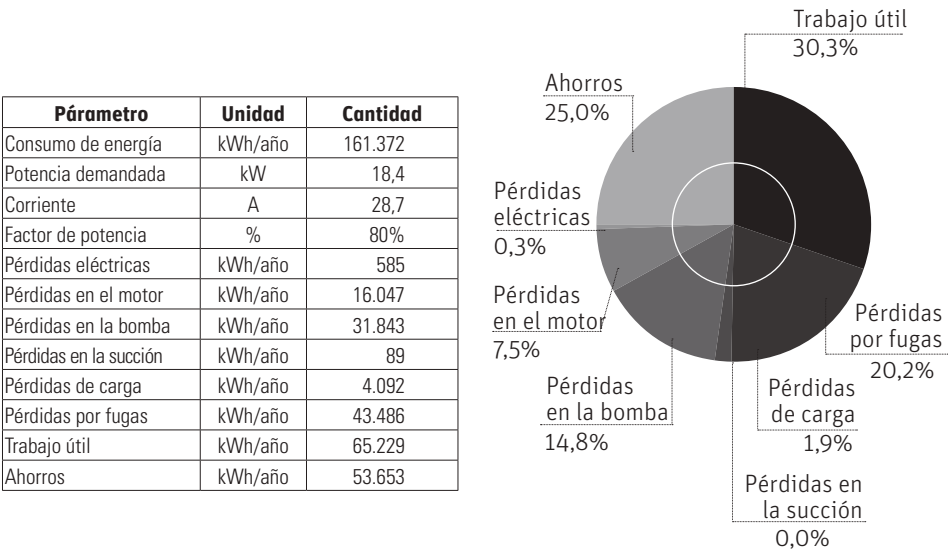 Párametro Unidad Cantidad
Consumo de energía kWh/año 161.372
Potencia demandada kW 18,4
Corriente A 28,7
Factor de potencia % 80%
Pérdidas eléctricas kWh/año 585
Pérdidas en el motor kWh/año 16.047
Pérdidas en la bomba kWh/año 31.843
Pérdidas en la succión kWh/año 89
Pérdidas de carga kWh/año 4.092
Pérdidas por fugas kWh/año 43.486
Trabajo útil kWh/año 65.229
Ahorros kWh/año 53.653
Trabajo útil
30,3%
Ahorros
25,0%
Pérdidas
eléctricas
0,3%
Pérdidas
en el motor
7,5%
Pérdidas
en la bomba
14,8%
Pérdidas en
la succión
0,0%
Pérdidas
de carga
1,9%
Pérdidas
por fugas
20,2%